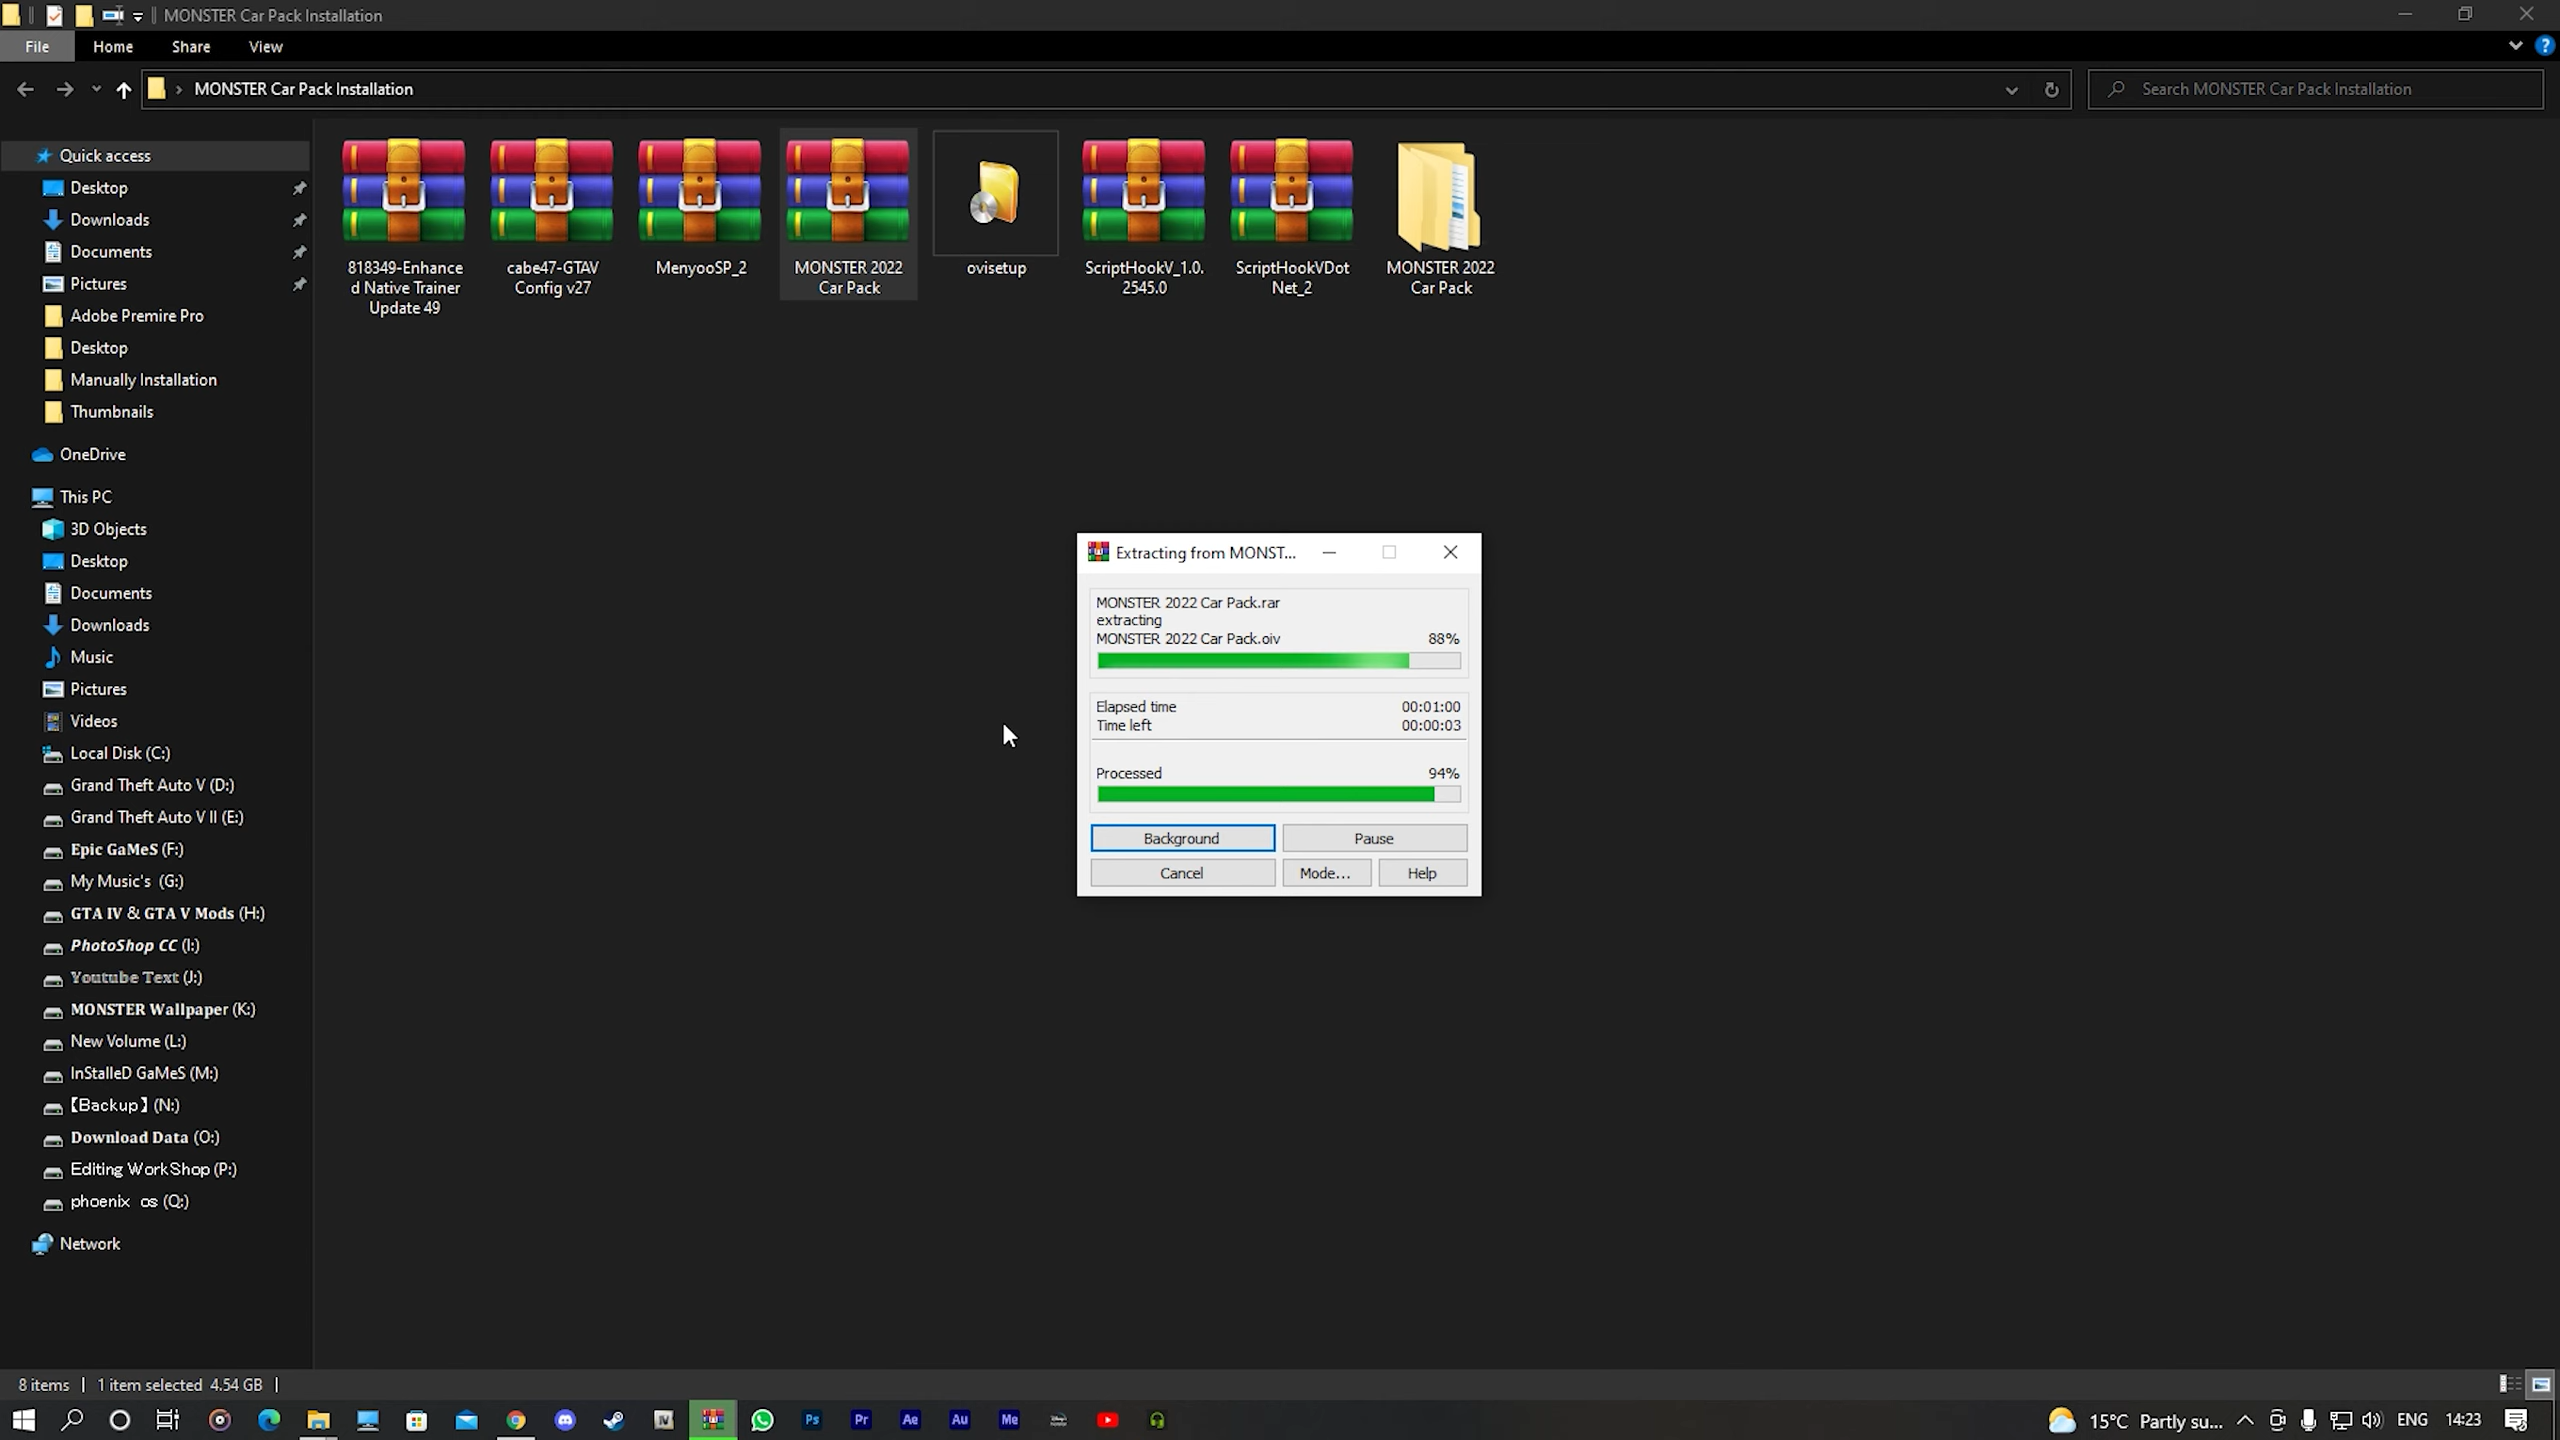 MONSTER Car Pack Installation
File Home Share View
MONSTER Car Pack Installation
Search MONSTER Car Pack Installation
Quick access
Desktop
Downloads
Documents
Pictures
Adobe Premire Pro
Desktop
Manually Installation
Thumbnails
OneDrive
This PC
3D Objects
Desktop
Documents
Downloads
Music
Pictures
Videos
Local Disk (C:)
Grand Theft Auto V (D:)
Grand Theft Auto V II (E:)
Epic GaMeS (F:)
My Music's (G:)
GTA IV & GTA V Mods (H:)
PhotoShop CC (I:)
Youtube Text (J:)
MONSTER Wallpaper (K:)
New Volume (L:)
InStalleD GaMeS (M:)
【Backup】(N:)
Download Data (O:)
Editing WorkShop (P:)
phoenix os (Q:)
Network
818349-Enhance
d Native Trainer
Update 49
cabe47-GTAV
Config v27
MenyooSP_2
MONSTER 2022
Car Pack
ovisetup
ScriptHookV_1.0.
2545.0
ScriptHookVDot
Net_2
MONSTER 2022
Car Pack
Extracting from MONST...
MONSTER 2022 Car Pack.rar
extracting
MONSTER 2022 Car Pack.oiv 88%
Elapsed time 00:01:00
Time left 00:00:03
Processed 94%
Background Pause
Cancel Mode... Help
8 items 1 item selected 4.54 GB
IV Ps Pr Ae Au Me
15°C Partly su... ENG 14:23